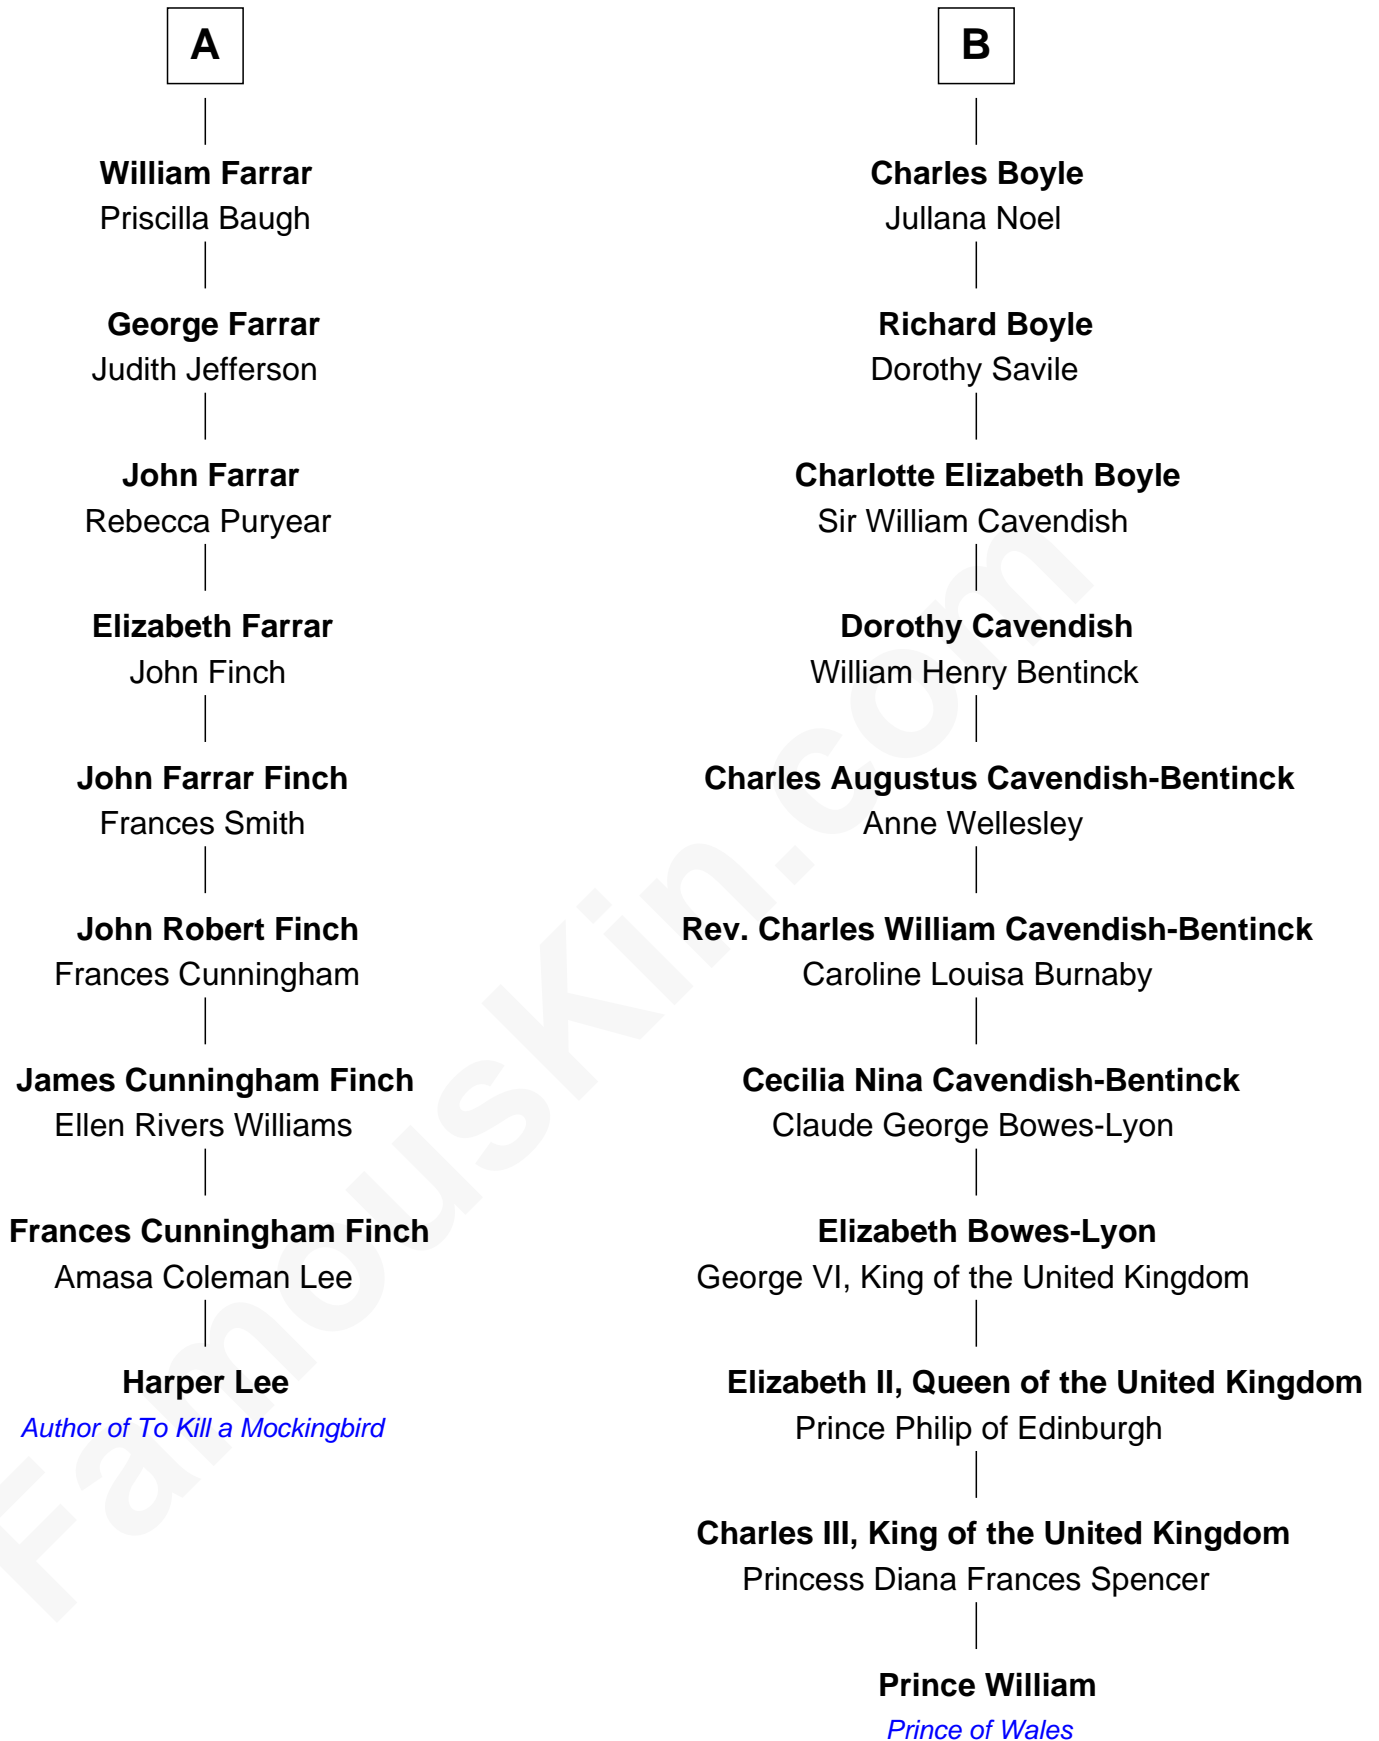 A
William Farrar
Priscilla Baugh
George Farrar
Judith Jefferson
John Farrar
Rebecca Puryear
Elizabeth Farrar
John Finch
John Farrar Finch
Frances Smith
John Robert Finch
Frances Cunningham
James Cunningham Finch
Ellen Rivers Williams
Frances Cunningham Finch
Amasa Coleman Lee
Harper Lee
Author of To Kill a Mockingbird
B
Charles Boyle
Jullana Noel
Richard Boyle
Dorothy Savile
Charlotte Elizabeth Boyle
Sir William Cavendish
Dorothy Cavendish
William Henry Bentinck
Charles Augustus Cavendish-Bentinck
Anne Wellesley
Rev. Charles William Cavendish-Bentinck
Caroline Louisa Burnaby
Cecilia Nina Cavendish-Bentinck
Claude George Bowes-Lyon
Elizabeth Bowes-Lyon
George VI, King of the United Kingdom
Elizabeth II, Queen of the United Kingdom
Prince Philip of Edinburgh
Charles III, King of the United Kingdom
Princess Diana Frances Spencer
Prince William
Prince of Wales
FamousKin.com